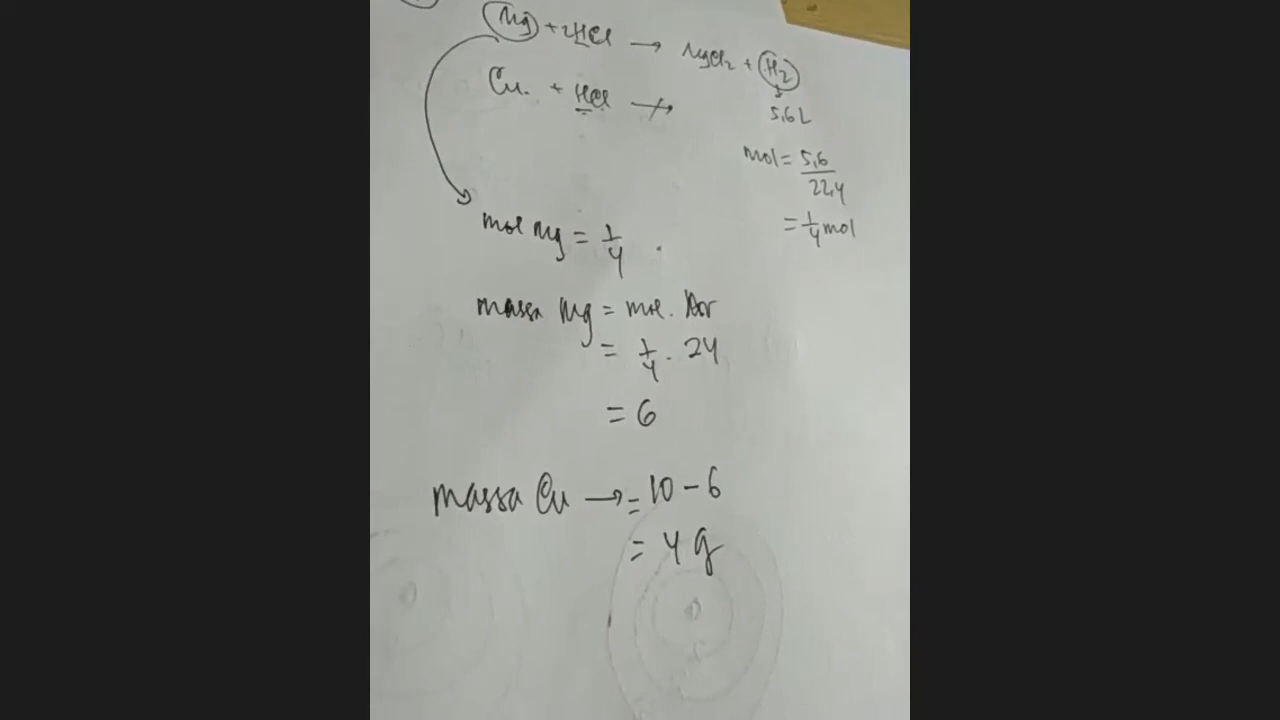 Mg + 2HCl → MgCl₂ + H₂
5,6 L
Cu + HCl ↛
mol = 5,6/22,4
= 1/4 mol
mol Mg = 1/4
massa Mg = mol . Ar
= 1/4 . 24
= 6
massa Cu → = 10 - 6
= 4 g